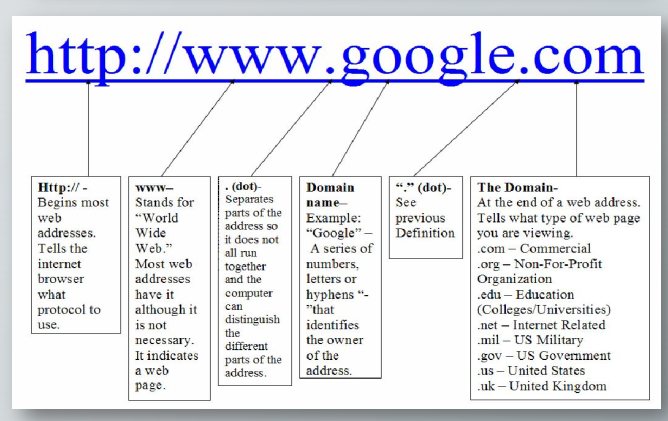 http://www.google.com
Http:// -
Begins most
web
addresses.
Tells the
internet
browser
what
protocol to
use.
www–
Stands for
“World
Wide
Web.”
Most web
addresses
have it
although it
is not
necessary.
It indicates
a web
page.
. (dot)-
Separates
parts of the
address so
it does not
all run
together
and the
computer
can
distinguish
the
different
parts of the
address.
Domain
name–
Example:
“Google” –
A series of
numbers,
letters or
hyphens “-
”that
identifies
the owner
of the
address.
“.” (dot)-
See
previous
Definition
The Domain-
At the end of a web address.
Tells what type of web page
you are viewing.
.com – Commercial
.org – Non-For-Profit
Organization
.edu – Education
(Colleges/Universities)
.net – Internet Related
.mil – US Military
.gov – US Government
.us – United States
.uk – United Kingdom